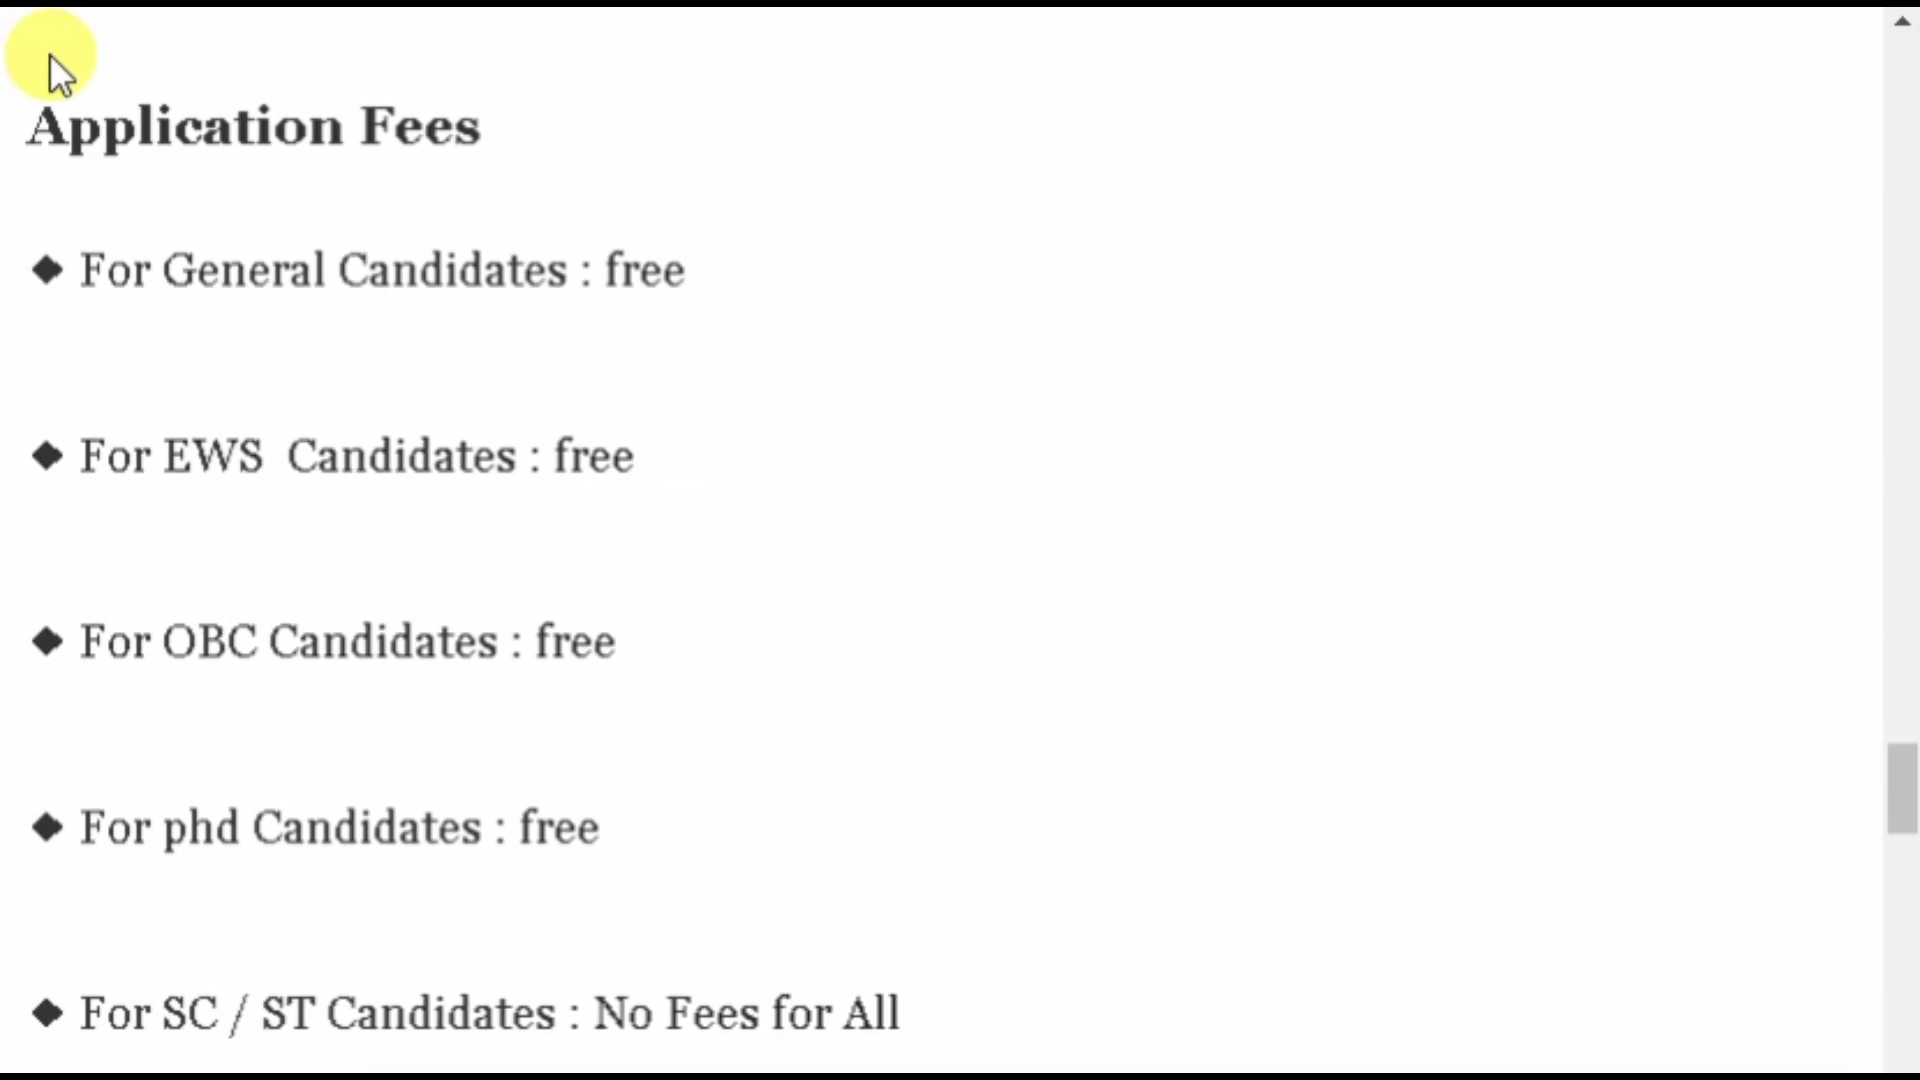 Application Fees
◆ For General Candidates : free
◆ For EWS  Candidates : free
◆ For OBC Candidates : free
◆ For phd Candidates : free
◆ For SC / ST Candidates : No Fees for All